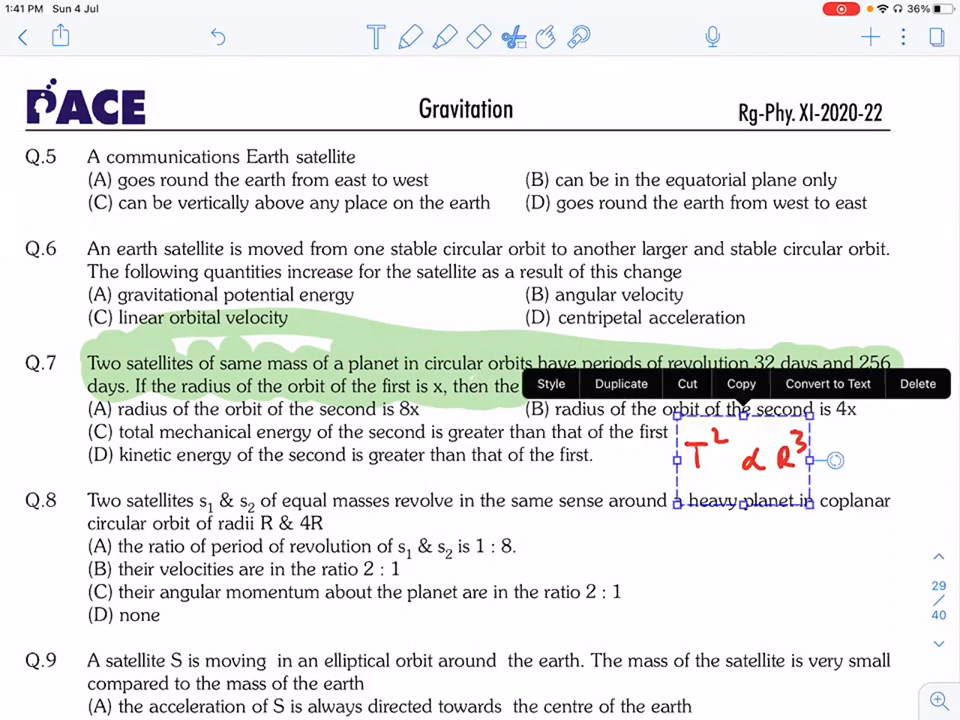 1:41 PM Sun 4 Jul 36%
PACE Gravitation Rg-Phy. XI-2020-22
Q.5 A communications Earth satellite
(A) goes round the earth from east to west (B) can be in the equatorial plane only
(C) can be vertically above any place on the earth (D) goes round the earth from west to east
Q.6 An earth satellite is moved from one stable circular orbit to another larger and stable circular orbit.
The following quantities increase for the satellite as a result of this change
(A) gravitational potential energy (B) angular velocity
(C) linear orbital velocity (D) centripetal acceleration
Q.7 Two satellites of same mass of a planet in circular orbits have periods of revolution 32 days and 256
days. If the radius of the orbit of the first is x, then the
Style Duplicate Cut Copy Convert to Text Delete
(A) radius of the orbit of the second is 8x (B) radius of the orbit of the second is 4x
(C) total mechanical energy of the second is greater than that of the first
T² ∝ R³
(D) kinetic energy of the second is greater than that of the first.
Q.8 Two satellites s₁ & s₂ of equal masses revolve in the same sense around a heavy planet in coplanar
circular orbit of radii R & 4R
(A) the ratio of period of revolution of s₁ & s₂ is 1 : 8.
(B) their velocities are in the ratio 2 : 1
(C) their angular momentum about the planet are in the ratio 2 : 1
(D) none
29
/
40
Q.9 A satellite S is moving in an elliptical orbit around the earth. The mass of the satellite is very small
compared to the mass of the earth
(A) the acceleration of S is always directed towards the centre of the earth